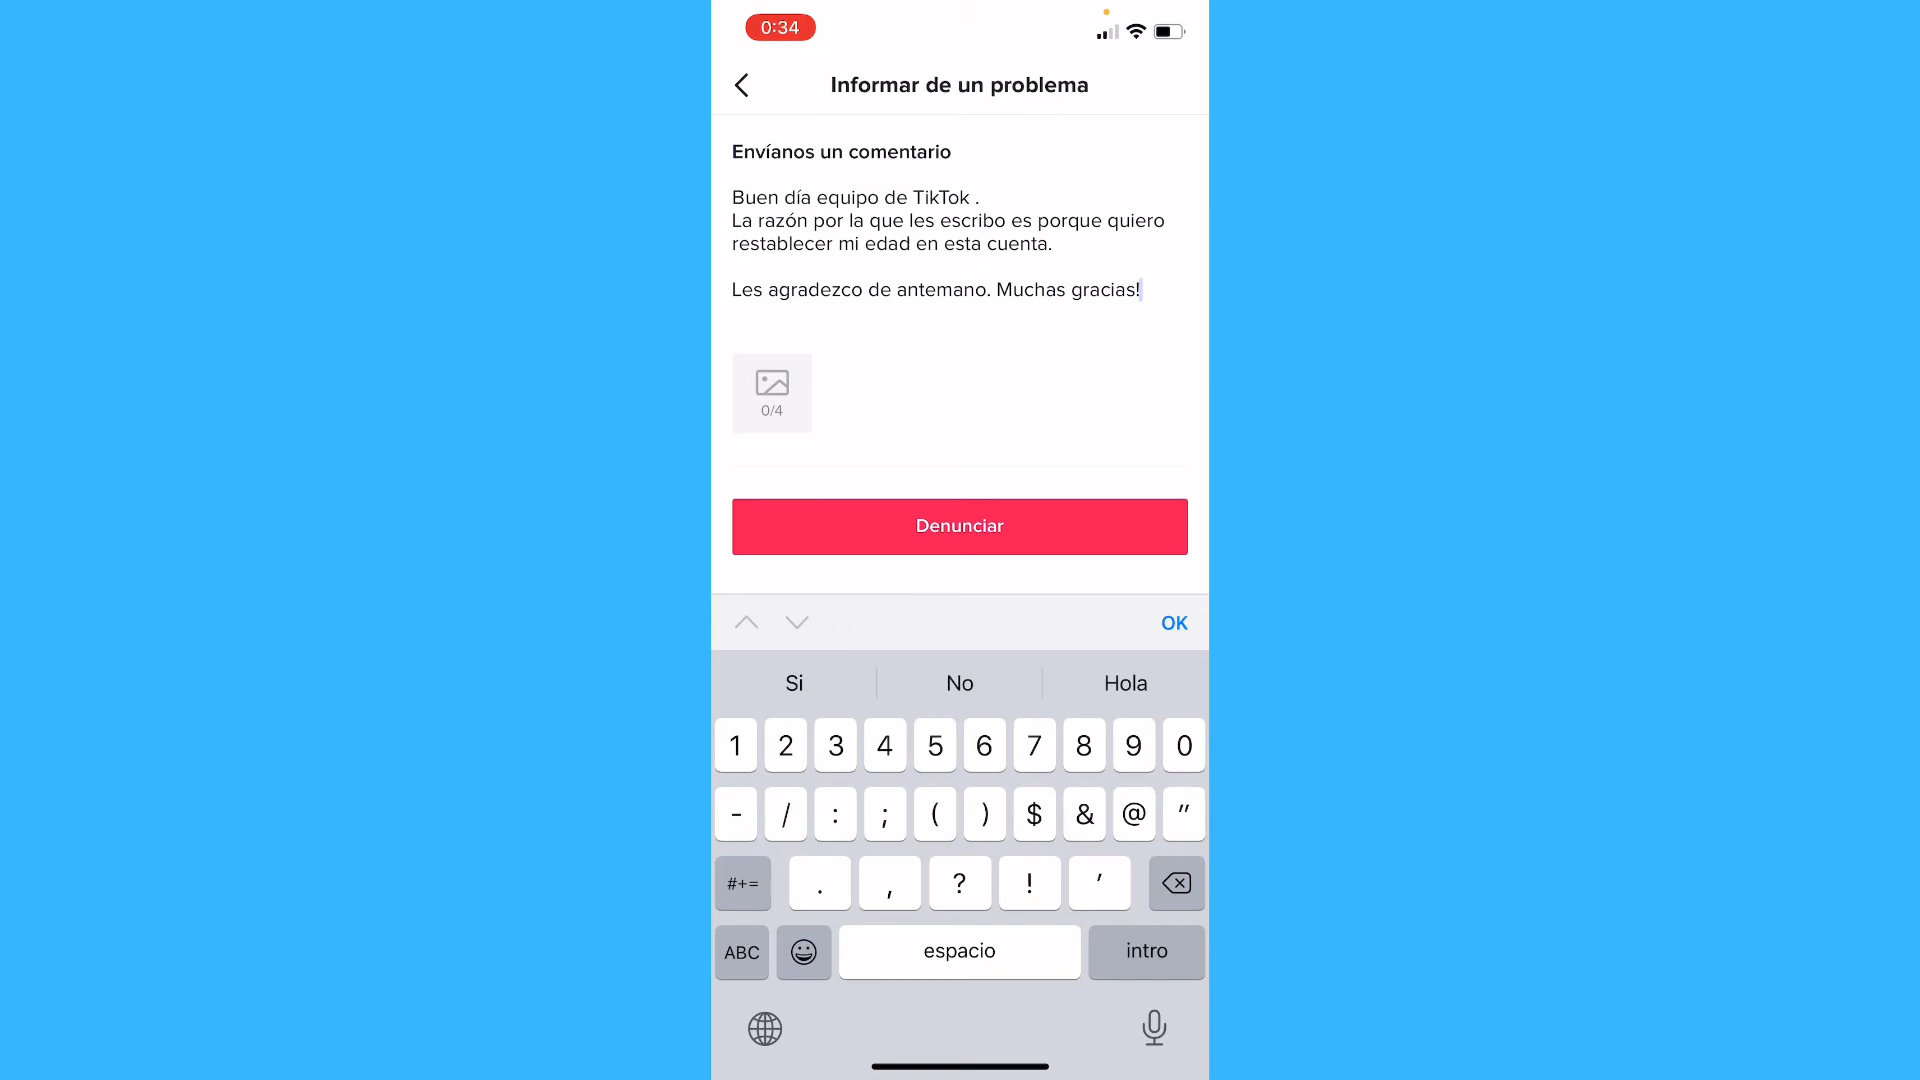 0:34
Informar de un problema
Envíanos un comentario
Buen día equipo de TikTok .
La razón por la que les escribo es porque quiero
restablecer mi edad en esta cuenta.
Les agradezco de antemano. Muchas gracias!
0/4
Denunciar
OK
Si No Hola
1 2 3 4 5 6 7 8 9 0
- / : ; ( ) $ & @ "
#+= . , ? ! '
ABC espacio intro